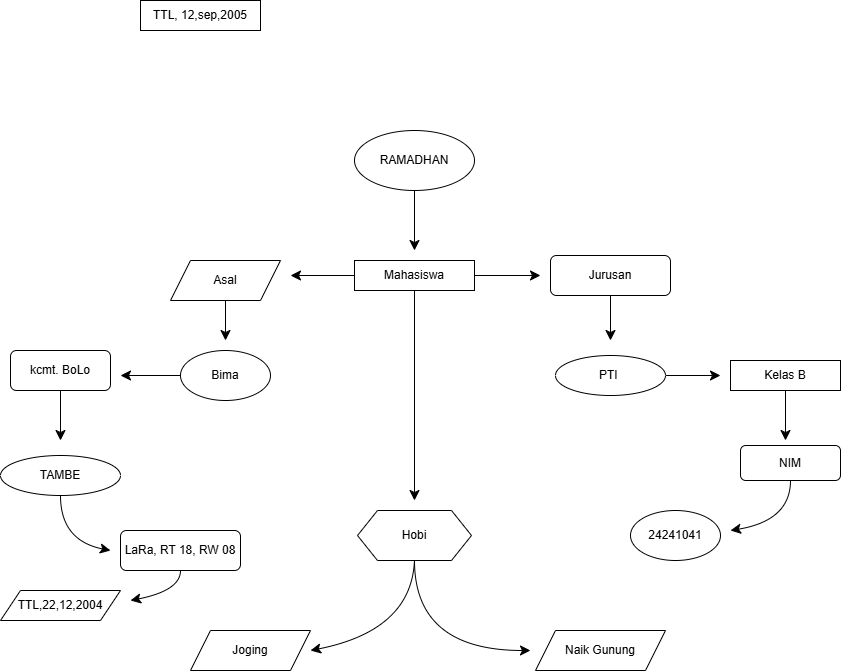 TTL, 12,sep,2005
RAMADHAN
Asal
Mahasiswa
Jurusan
kcmt. BoLo
Bima
PTI
Kelas B
TAMBE
NIM
LaRa, RT 18, RW 08
Hobi
24241041
TTL,22,12,2004
Joging
Naik Gunung